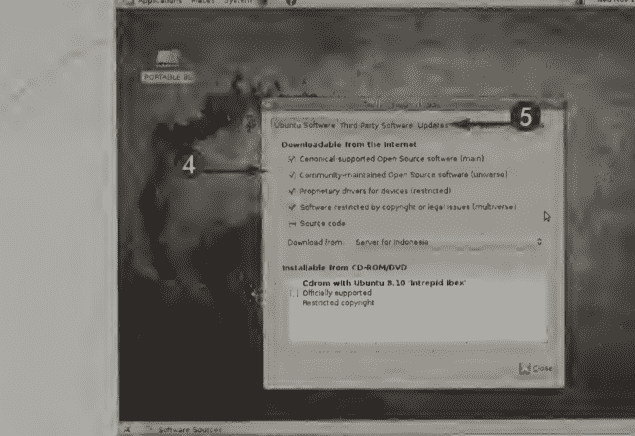 Applications Places System
PORTABLE
5
Ubuntu Software Third-Party Software Updates
Downloadable from the Internet
4
Canonical-supported Open Source software (main)
Community-maintained Open Source software (universe)
Proprietary drivers for devices (restricted)
Software restricted by copyright or legal issues (multiverse)
Source code
Download from: Server for Indonesia
Installable from CD-ROM/DVD
Cdrom with Ubuntu 8.10 'Intrepid Ibex'
Officially supported
Restricted copyright
Close
Software Sources